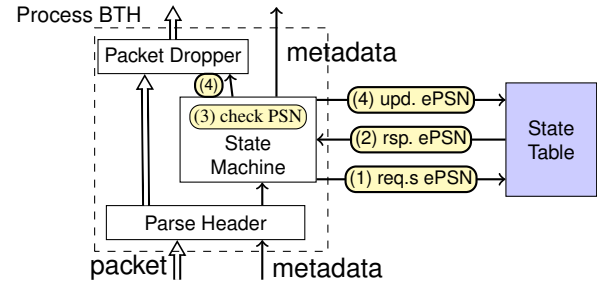 Process BTH
Packet Dropper
metadata
(4)
(4) upd. ePSN
(3) check PSN
State
Machine
(2) rsp. ePSN
State
Table
(1) req.s ePSN
Parse Header
packet
metadata